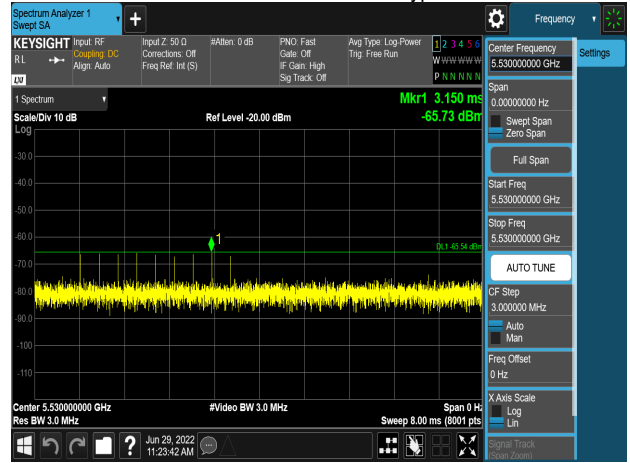 Spectrum Analyzer 1
Swept SA
Frequency
KEYSIGHT
Input: RF
Coupling: DC
Align: Auto
Input Z: 50 Ω
Corrections: Off
Freq Ref: Int (S)
#Atten: 0 dB
PNO: Fast
Gate: Off
IF Gain: High
Sig Track: Off
Avg Type: Log-Power
Trig: Free Run
1 2 3 4 5 6
W W W W W W
P N N N N N
R L
LXI
1 Spectrum
Mkr1 3.150 ms
-65.73 dBm
Scale/Div 10 dB
Ref Level -20.00 dBm
Log
-30.0
-40.0
-50.0
-60.0
-70.0
-80.0
-90.0
-100
-110
1
DL1 -65.54 dBm
Center 5.530000000 GHz
#Video BW 3.0 MHz
Span 0 Hz
Res BW 3.0 MHz
Sweep 8.00 ms (8001 pts)
Jun 29, 2022
11:23:42 AM
Center Frequency
5.530000000 GHz
Settings
Span
0.00000000 Hz
Swept Span
Zero Span
Full Span
Start Freq
5.530000000 GHz
Stop Freq
5.530000000 GHz
AUTO TUNE
CF Step
3.000000 MHz
Auto
Man
Freq Offset
0 Hz
X Axis Scale
Log
Lin
Signal Track
(Span Zoom)